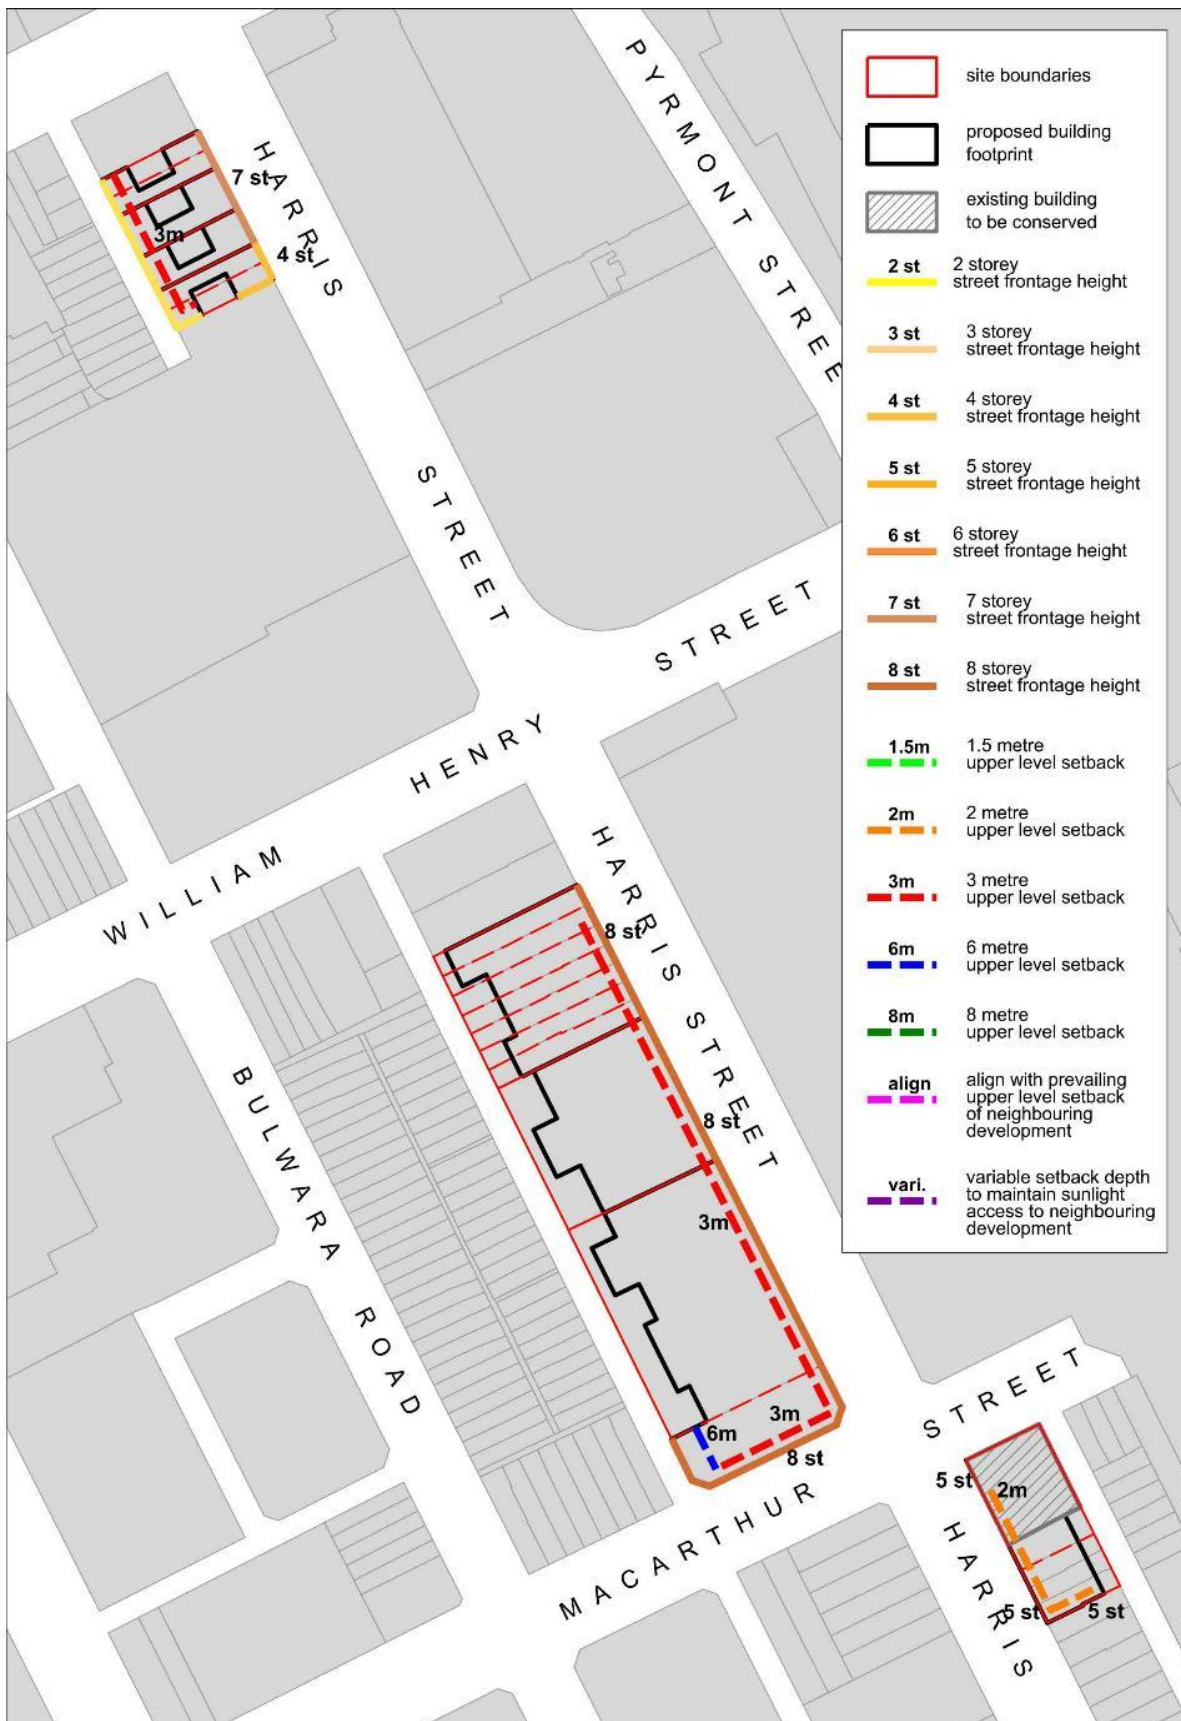 HARRIS
STREET
PYRMONT STREE
7 st
4 st
3m
WILLIAM
HENRY
STREET
HARRIS STREET
8 st
8 st
3m
3m
6m
8 st
BULWARA
ROAD
MACARTHUR
STREET
5 st
2m
HARRIS
5 st
5 st
site boundaries
proposed building
footprint
existing building
to be conserved
2 st
2 storey
street frontage height
3 st
3 storey
street frontage height
4 st
4 storey
street frontage height
5 st
5 storey
street frontage height
6 st
6 storey
street frontage height
7 st
7 storey
street frontage height
8 st
8 storey
street frontage height
1.5m
1.5 metre
upper level setback
2m
2 metre
upper level setback
3m
3 metre
upper level setback
6m
6 metre
upper level setback
8m
8 metre
upper level setback
align
align with prevailing
upper level setback
of neighbouring
development
vari.
variable setback depth
to maintain sunlight
access to neighbouring
development